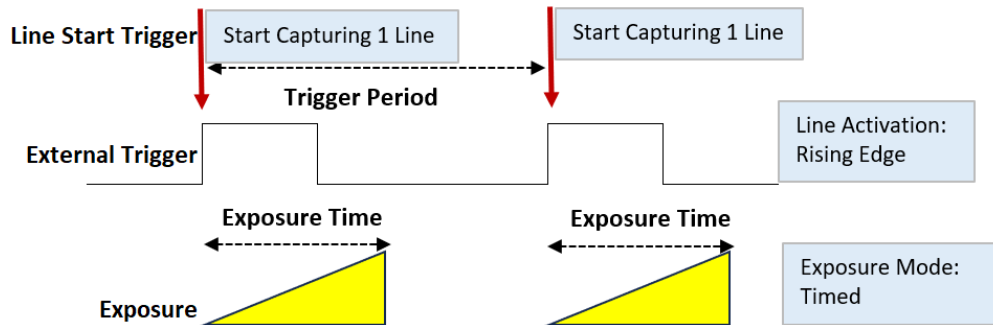 Line Start Trigger
Start Capturing 1 Line
Start Capturing 1 Line
Trigger Period
External Trigger
Line Activation:
Rising Edge
Exposure Time
Exposure Time
Exposure
Exposure Mode:
Timed